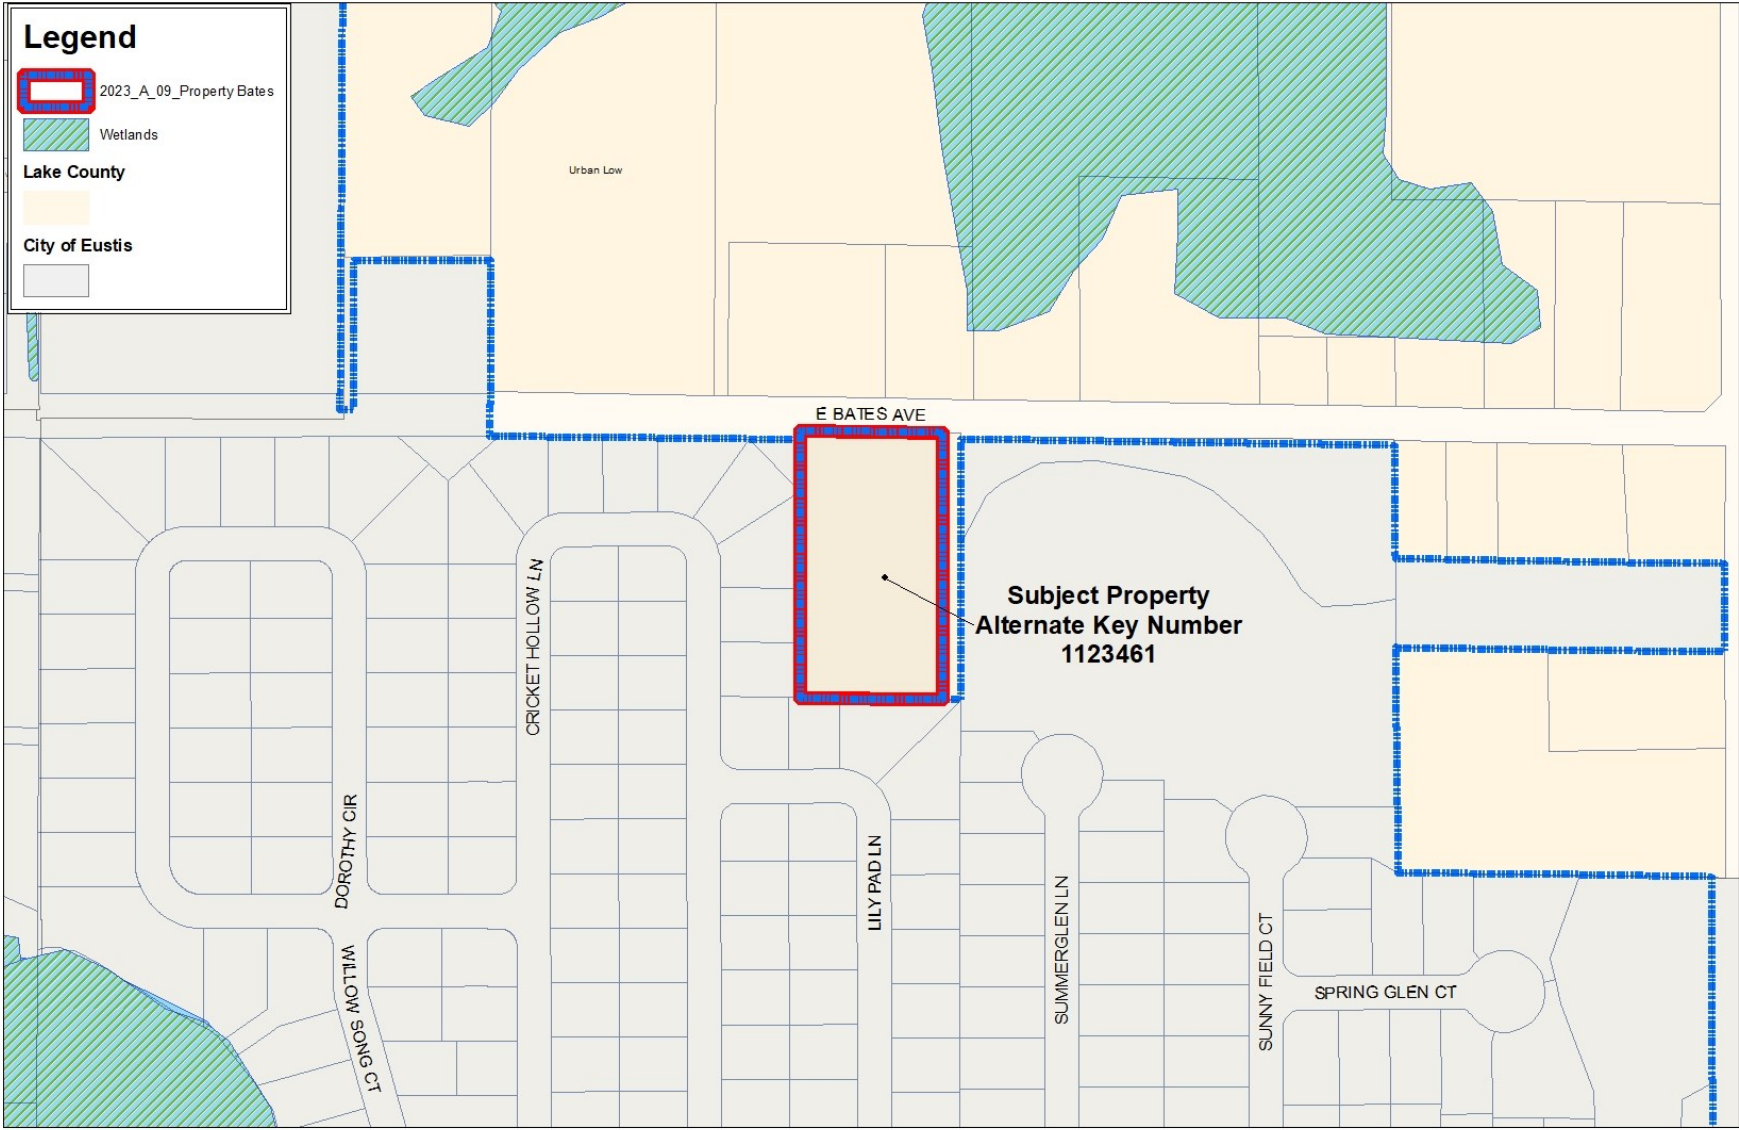 Legend
2023_A_09_Property Bates
Wetlands
Lake County
City of Eustis
Urban Low
E BATES AVE
Subject Property
Alternate Key Number
1123461
CRICKET HOLLOW LN
DOROTHY CIR
LILY PAD LN
SUMMERGLEN LN
SUNNY FIELD CT
SPRING GLEN CT
WILLOW SONG CT